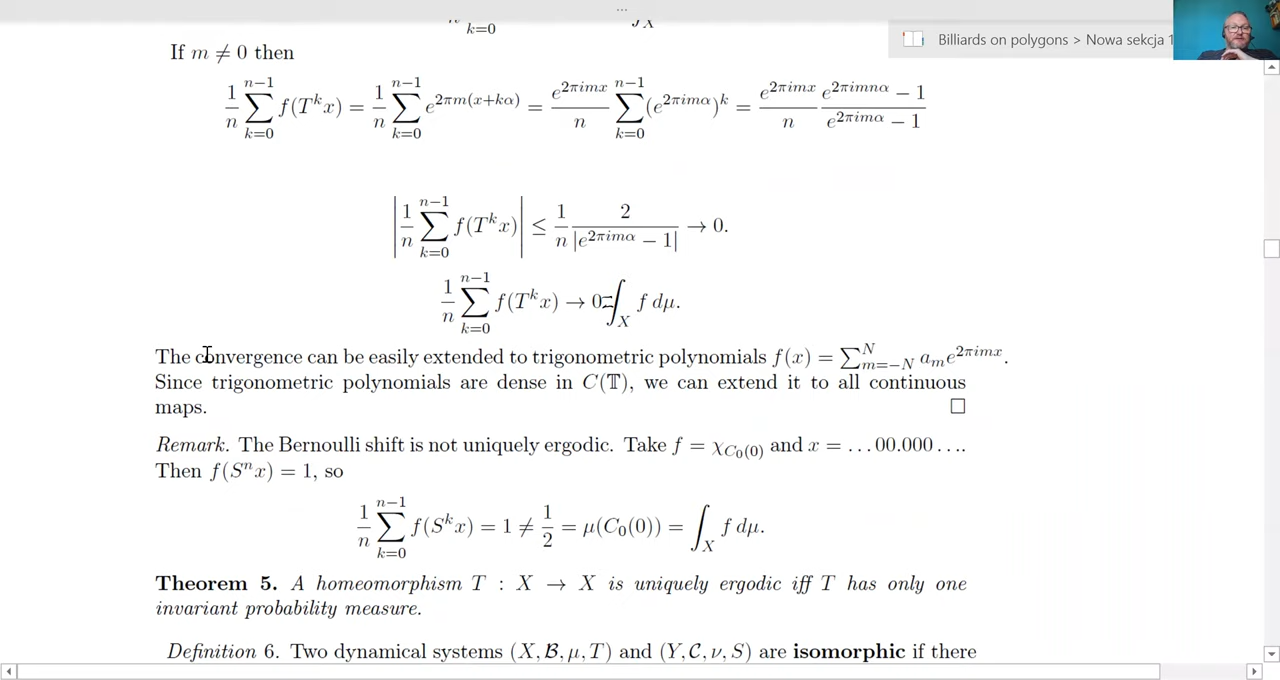 ...
Billiards on polygons > Nowa sekcja 1
k=0
X
If m ≠ 0 then
1/n ∑_{k=0}^{n−1} f(T^k x) = 1/n ∑_{k=0}^{n−1} e^{2πm(x+kα)} = e^{2πimx}/n ∑_{k=0}^{n−1} (e^{2πimα})^k = e^{2πimx}/n (e^{2πimnα} − 1)/(e^{2πimα} − 1)
|1/n ∑_{k=0}^{n−1} f(T^k x)| ≤ 1/n 2/|e^{2πimα} − 1| → 0.
1/n ∑_{k=0}^{n−1} f(T^k x) → 0 = ∫_X f dμ.
The convergence can be easily extended to trigonometric polynomials f(x) = ∑_{m=−N}^{N} a_m e^{2πimx}.
Since trigonometric polynomials are dense in C(𝕋), we can extend it to all continuous
maps. □
Remark. The Bernoulli shift is not uniquely ergodic. Take f = χ_{C_0(0)} and x = …00.000….
Then f(S^n x) = 1, so
1/n ∑_{k=0}^{n−1} f(S^k x) = 1 ≠ 1/2 = μ(C_0(0)) = ∫_X f dμ.
Theorem 5. A homeomorphism T : X → X is uniquely ergodic iff T has only one
invariant probability measure.
Definition 6. Two dynamical systems (X, ℬ, μ, T) and (Y, 𝒞, ν, S) are isomorphic if there